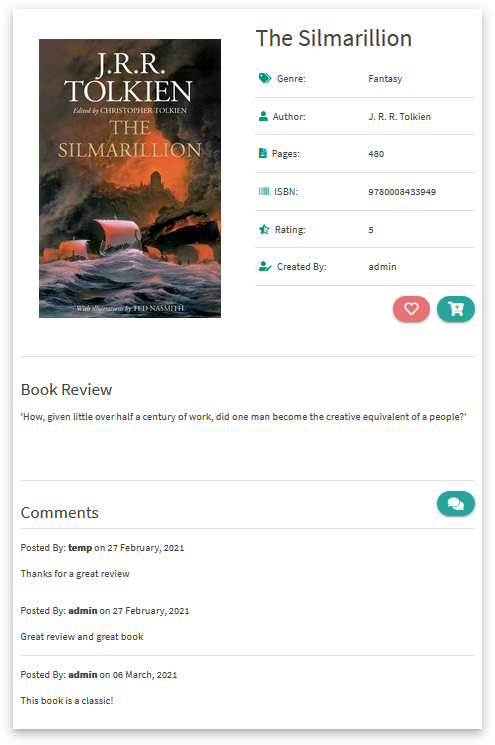 J.R.R.
TOLKIEN
Edited by CHRISTOPHER TOLKIEN
THE
SILMARILLION
With illustrations by TED NASMITH
The Silmarillion
Genre: Fantasy
Author: J. R. R. Tolkien
Pages: 480
ISBN: 9780008433949
Rating: 5
Created By: admin
Book Review
'How, given little over half a century of work, did one man become the creative equivalent of a people?'
Comments
Posted By: temp on 27 February, 2021
Thanks for a great review
Posted By: admin on 27 February, 2021
Great review and great book
Posted By: admin on 06 March, 2021
This book is a classic!